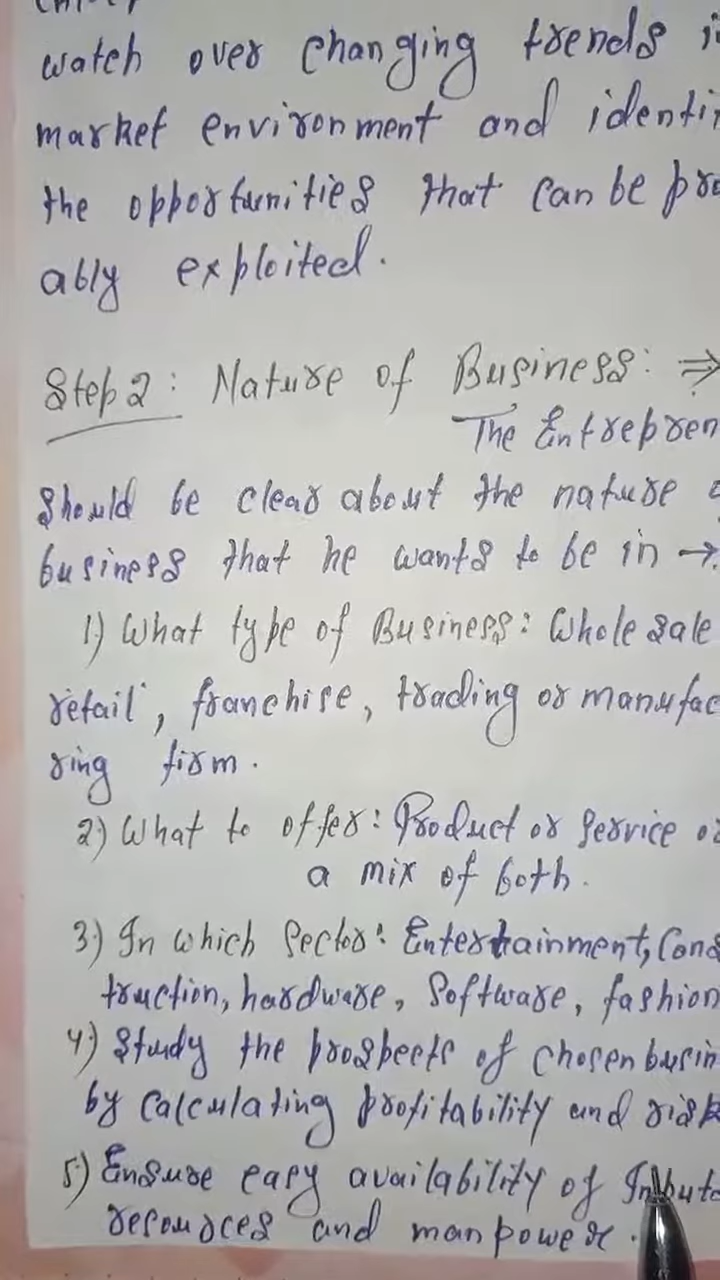 watch over changing trends i
market environment and identi
the opportunities that can be pro
ably exploited.
Step 2: Nature of Business: ⇒
The Entrepren
should be clear about the nature o
business that he wants to be in →
1) What type of Business: Whole sale
retail, franchise, trading or manufac
ring firm.
2) What to offer: Product or Service or
a mix of both.
3) In which Sector: Entertainment, Cons
truction, hardware, Software, fashion
4) Study the prospects of chosen busin
by Calculating profitability and risk
5) Ensure easy availability of Inputs
resources and manpower.